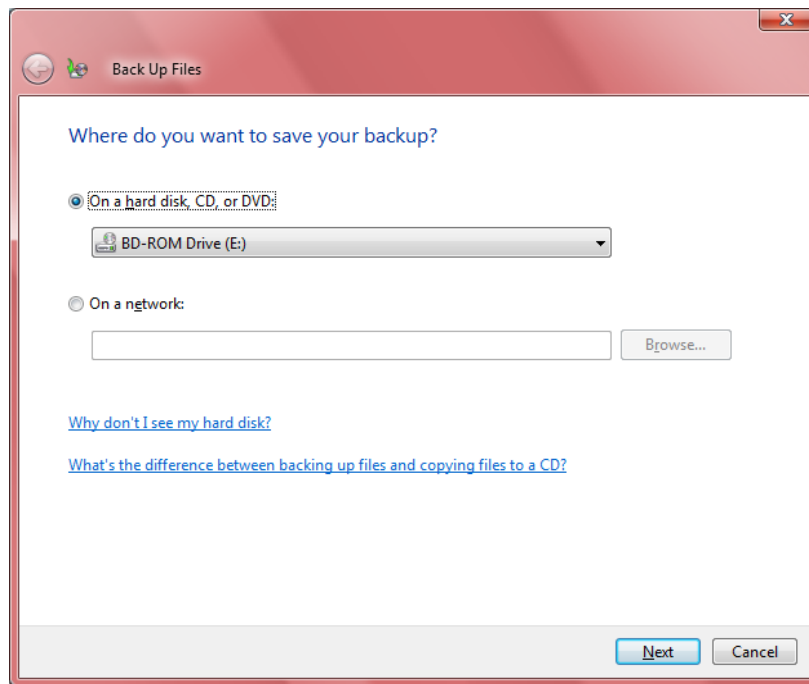 Back Up Files
Where do you want to save your backup?
On a hard disk, CD, or DVD:
BD-ROM Drive (E:)
On a network:
Browse...
Why don't I see my hard disk?
What's the difference between backing up files and copying files to a CD?
Next Cancel